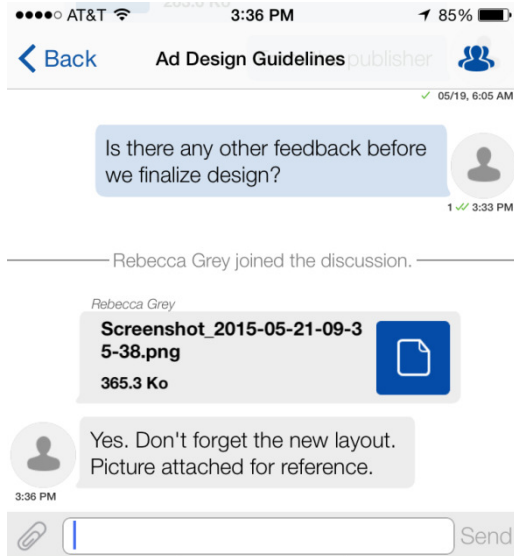 AT&T 3:36 PM 85%
Back Ad Design Guidelines publisher
05/19, 6:05 AM
Is there any other feedback before
we finalize design?
1 3:33 PM
Rebecca Grey joined the discussion.
Rebecca Grey
Screenshot_2015-05-21-09-3
5-38.png
365.3 Ko
Yes. Don't forget the new layout.
Picture attached for reference.
3:36 PM
Send